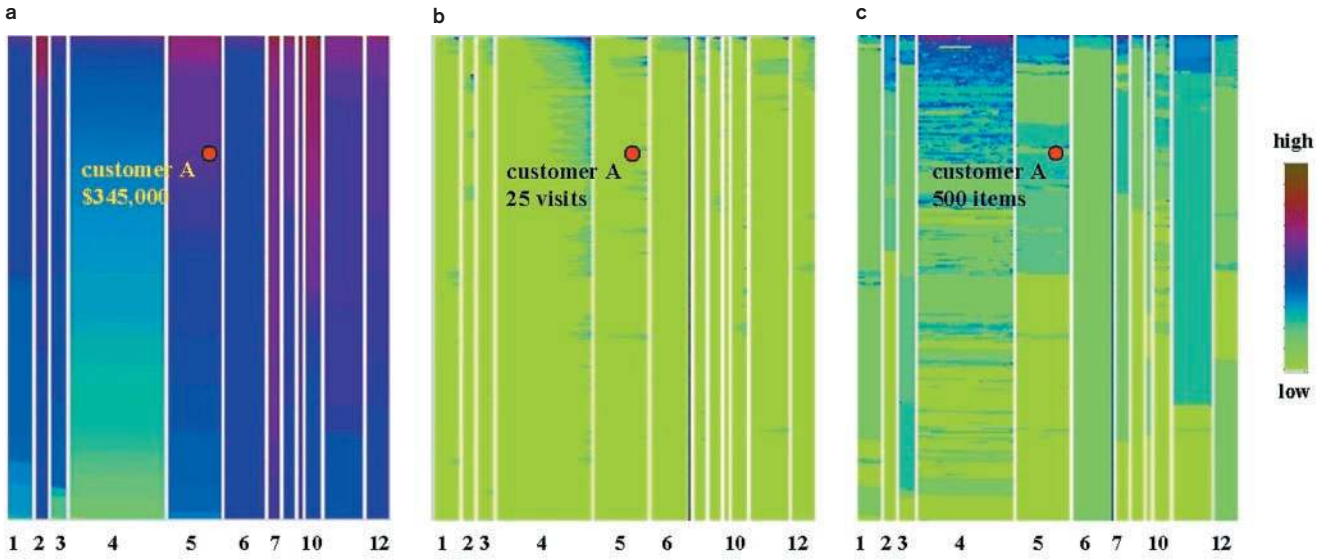 a
b
c
customer A
$345,000
customer A
25 visits
customer A
500 items
high
low
1 2 3 4 5 6 7 10 12
1 2 3 4 5 6 10 12
1 2 3 4 5 6 7 10 12